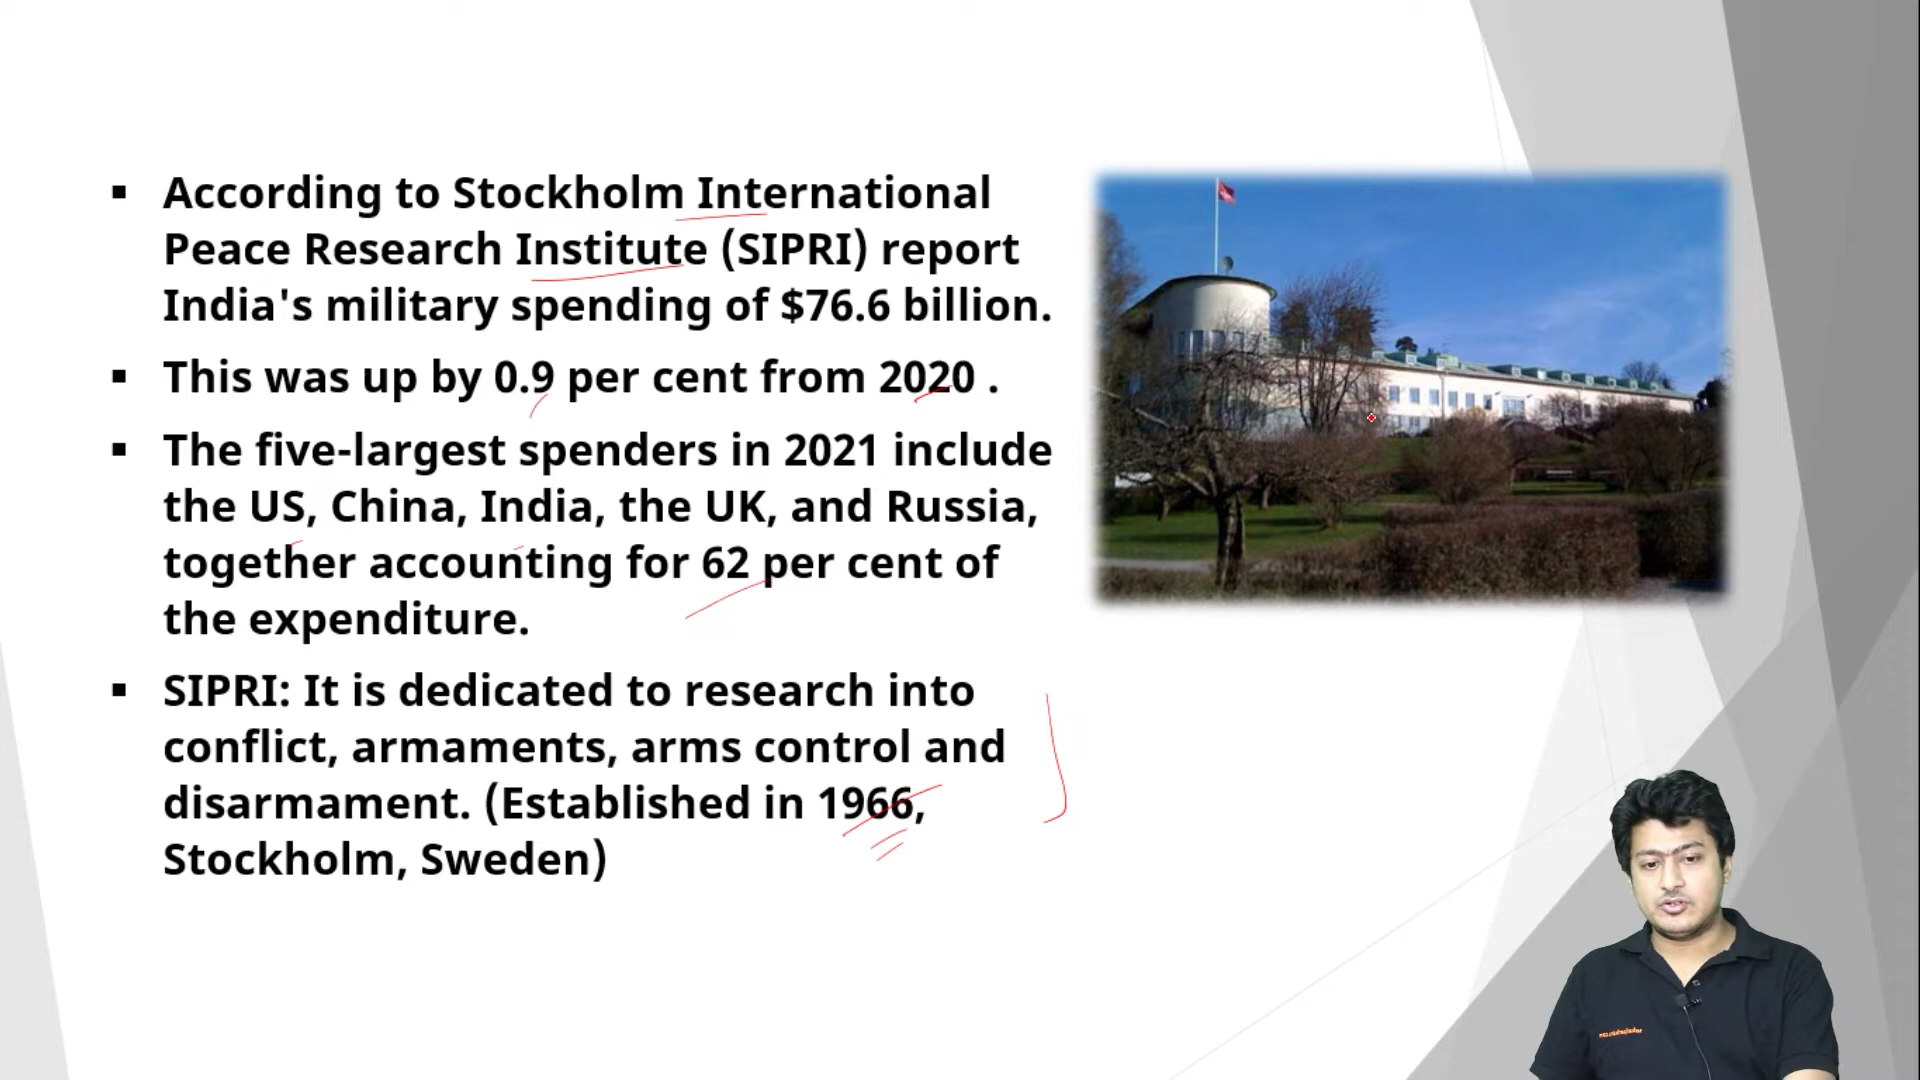 ▪ According to Stockholm International
Peace Research Institute (SIPRI) report
India's military spending of $76.6 billion.
▪ This was up by 0.9 per cent from 2020 .
▪ The five-largest spenders in 2021 include
the US, China, India, the UK, and Russia,
together accounting for 62 per cent of
the expenditure.
▪ SIPRI: It is dedicated to research into
conflict, armaments, arms control and
disarmament. (Established in 1966,
Stockholm, Sweden)